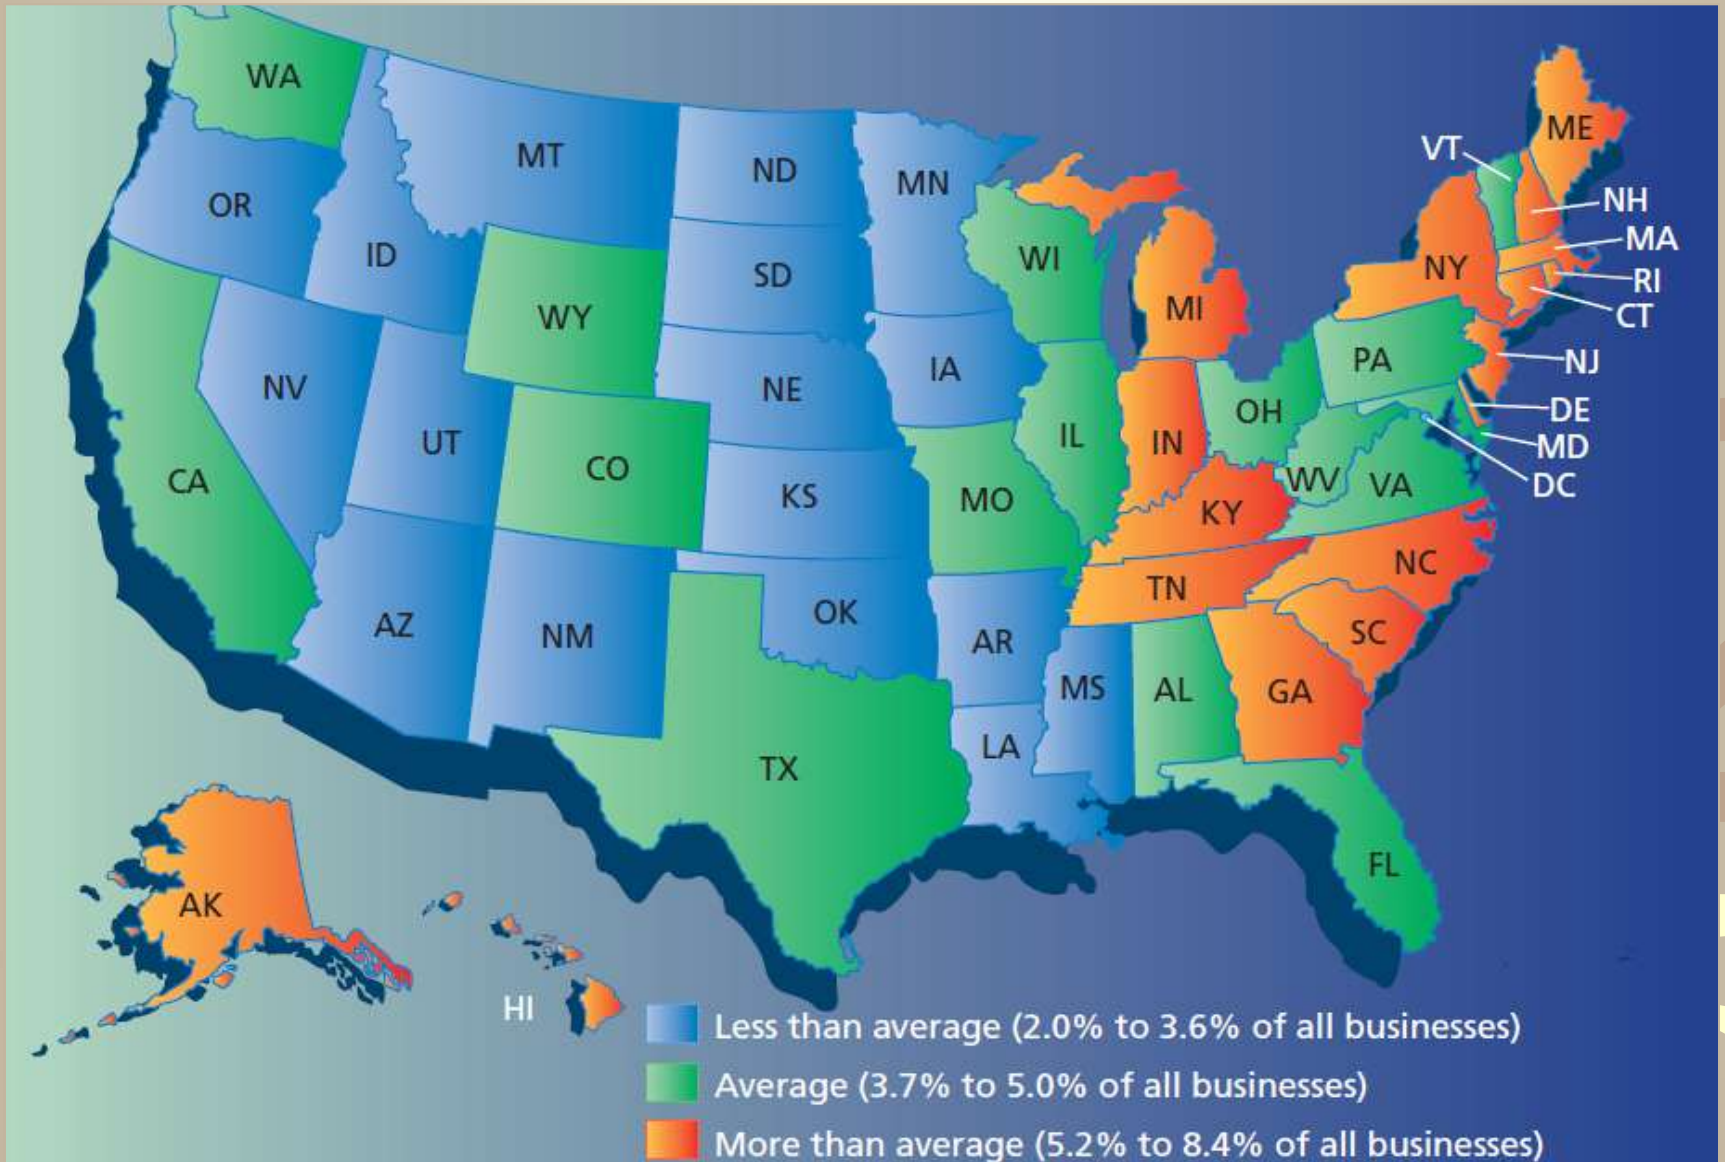 WA
MT
ND
MN
ME
VT
OR
ID
NH
SD
WI
MA
NY
RI
WY
MI
CT
IA
PA
NJ
NV
NE
DE
UT
CO
OH
IL
IN
MD
CA
KS
MO
WV
VA
DC
KY
NC
TN
AZ
NM
OK
AR
SC
MS
AL
GA
LA
TX
FL
AK
HI
Less than average (2.0% to 3.6% of all businesses)
Average (3.7% to 5.0% of all businesses)
More than average (5.2% to 8.4% of all businesses)